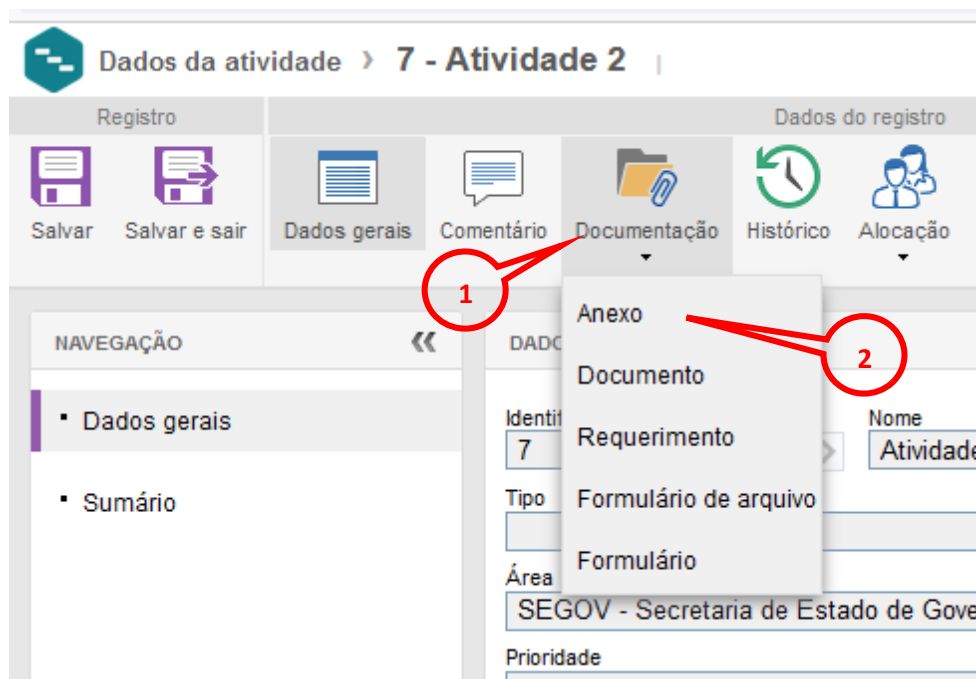 Dados da atividade > 7 - Atividade 2 |
Registro
Dados do registro
Salvar
Salvar e sair
Dados gerais
Comentário
Documentação
Histórico
Alocação
1
Anexo
2
Documento
Requerimento
Formulário de arquivo
Formulário
NAVEGAÇÃO
Dados gerais
Sumário
Nome
7
Tipo
Área
SEGOV - Secretaria de Estado de
Prioridade